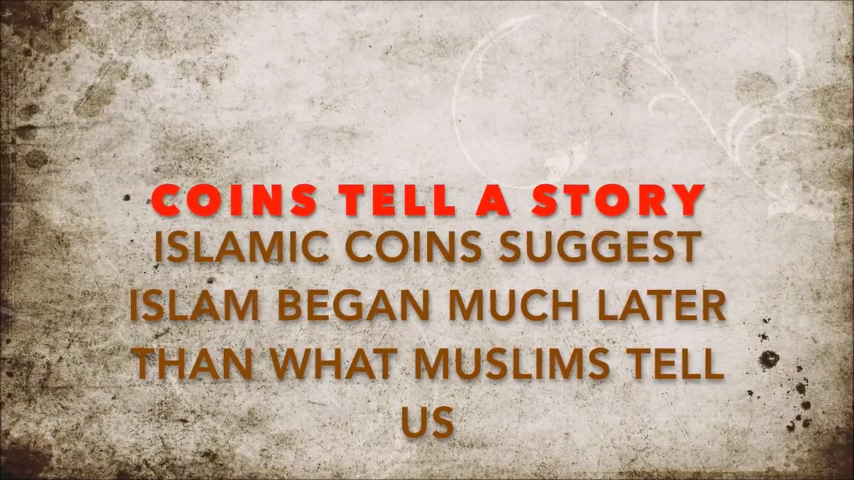 COINS TELL A STORY
ISLAMIC COINS SUGGEST
ISLAM BEGAN MUCH LATER
THAN WHAT MUSLIMS TELL
US